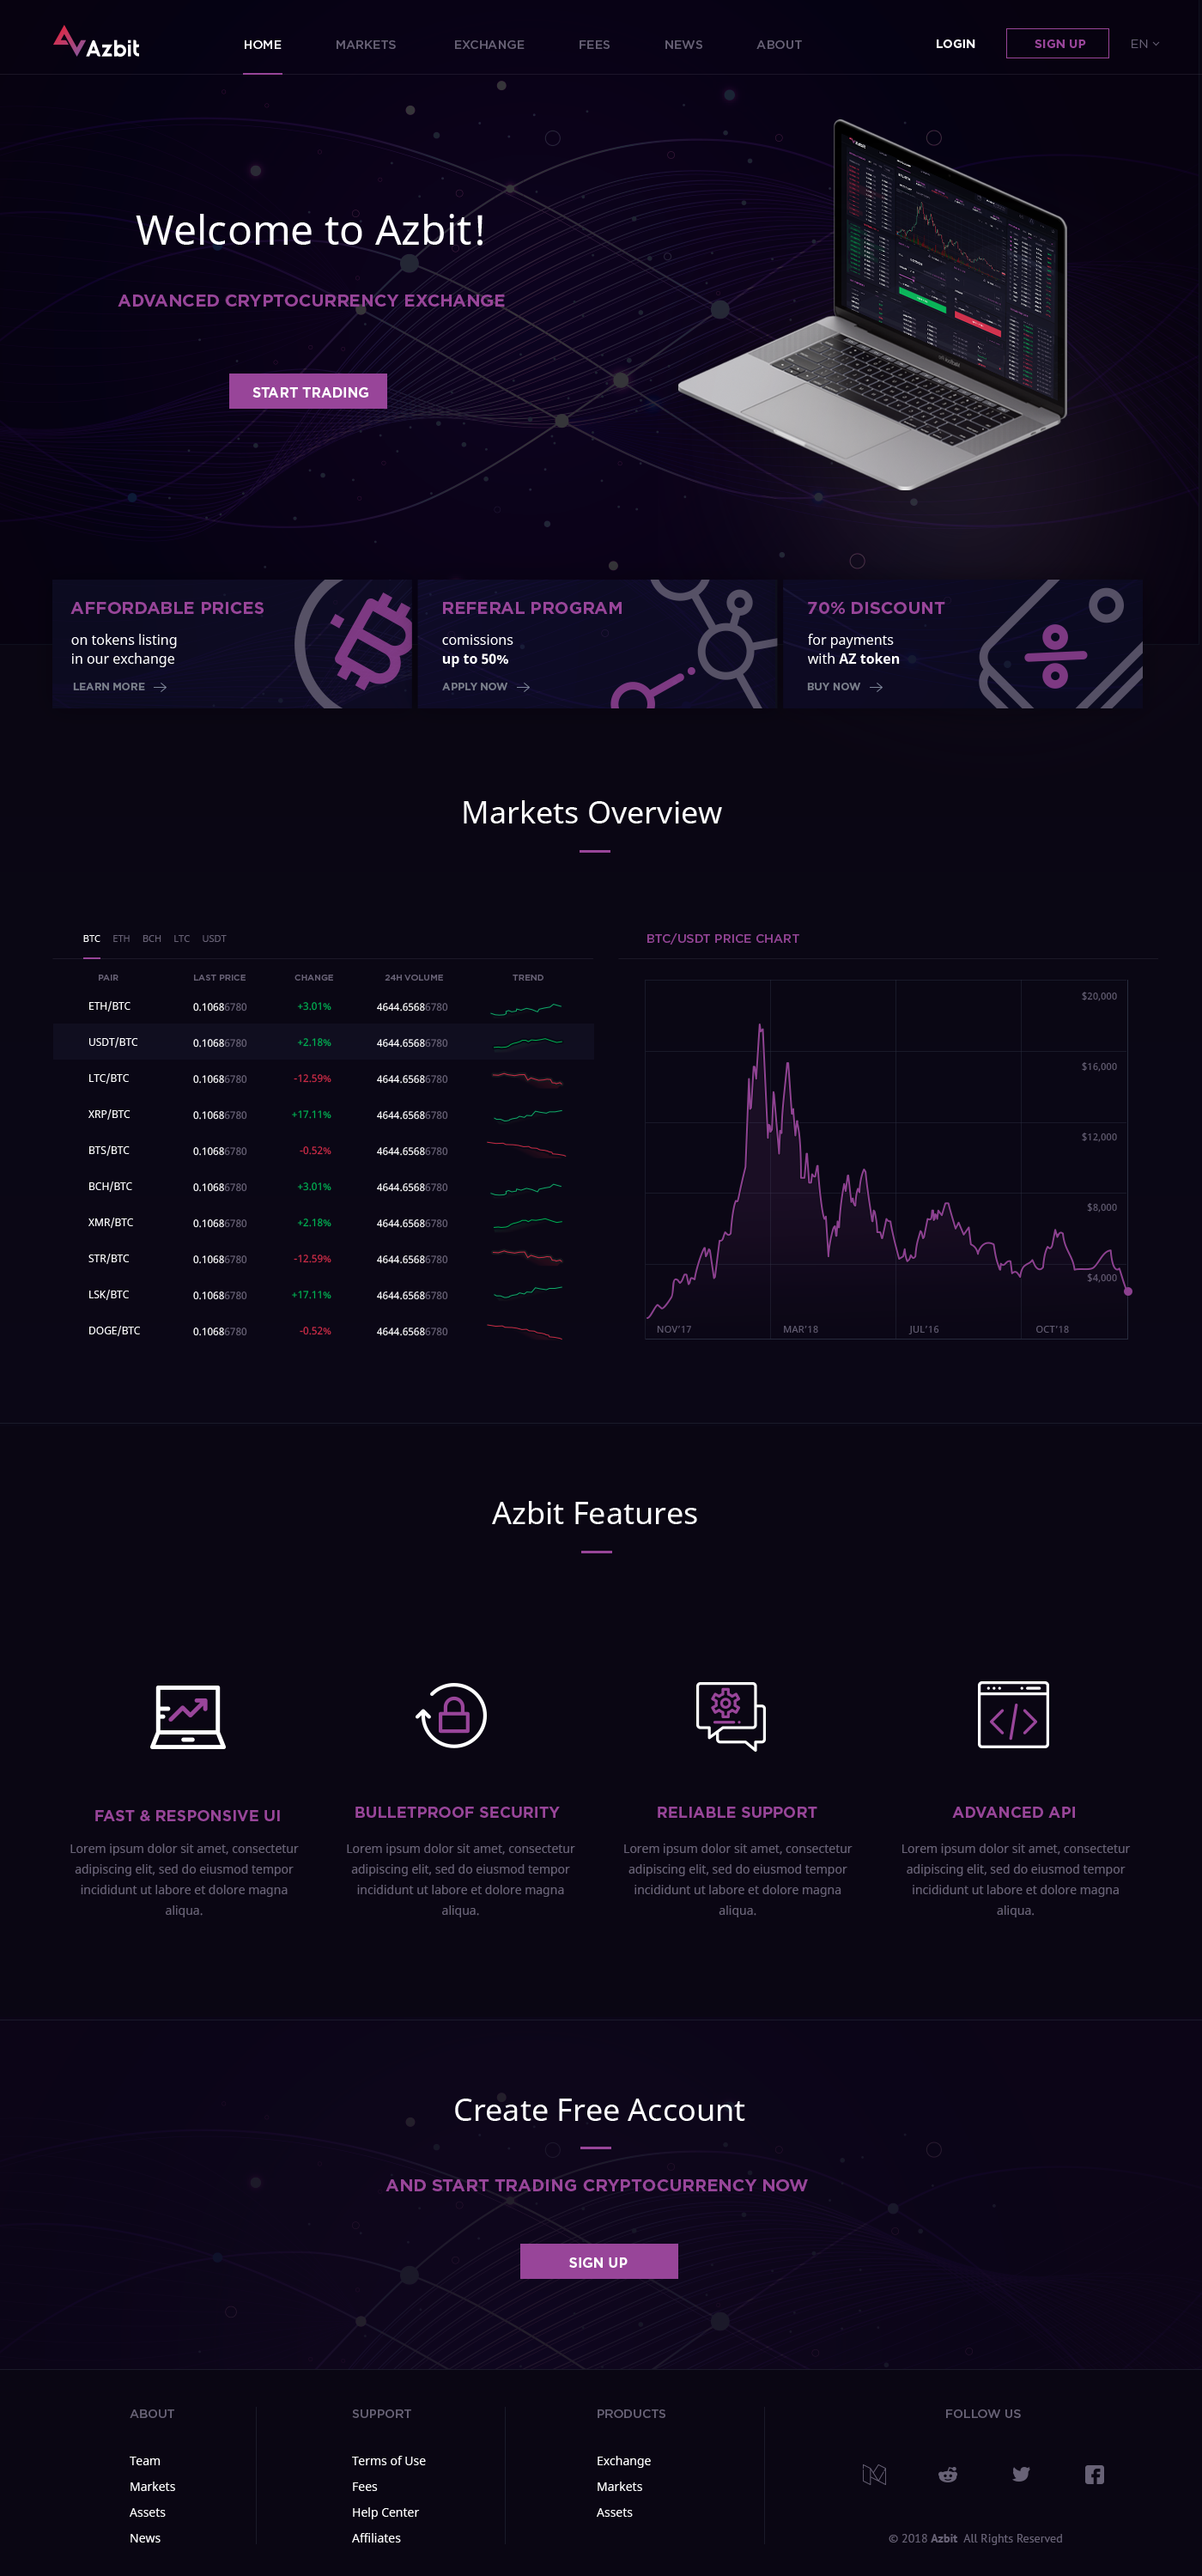 Azbit
HOME MARKETS EXCHANGE FEES NEWS ABOUT LOGIN SIGN UP EN
Welcome to Azbit!
ADVANCED CRYPTOCURRENCY EXCHANGE
START TRADING
AFFORDABLE PRICES
on tokens listing
in our exchange
LEARN MORE
REFERAL PROGRAM
comissions
up to 50%
APPLY NOW
70% DISCOUNT
for payments
with AZ token
BUY NOW
Markets Overview
BTC ETH BCH LTC USDT
PAIR LAST PRICE CHANGE 24H VOLUME TREND
ETH/BTC 0.10686780 +3.01% 4644.65686780
USDT/BTC 0.10686780 +2.18% 4644.65686780
LTC/BTC 0.10686780 -12.59% 4644.65686780
XRP/BTC 0.10686780 +17.11% 4644.65686780
BTS/BTC 0.10686780 -0.52% 4644.65686780
BCH/BTC 0.10686780 +3.01% 4644.65686780
XMR/BTC 0.10686780 +2.18% 4644.65686780
STR/BTC 0.10686780 -12.59% 4644.65686780
LSK/BTC 0.10686780 +17.11% 4644.65686780
DOGE/BTC 0.10686780 -0.52% 4644.65686780
BTC/USDT PRICE CHART
$20,000
$16,000
$12,000
$8,000
$4,000
NOV'17 MAR'18 JUL'16 OCT'18
Azbit Features
FAST & RESPONSIVE UI
Lorem ipsum dolor sit amet, consectetur
adipiscing elit, sed do eiusmod tempor
incididunt ut labore et dolore magna
aliqua.
BULLETPROOF SECURITY
Lorem ipsum dolor sit amet, consectetur
adipiscing elit, sed do eiusmod tempor
incididunt ut labore et dolore magna
aliqua.
RELIABLE SUPPORT
Lorem ipsum dolor sit amet, consectetur
adipiscing elit, sed do eiusmod tempor
incididunt ut labore et dolore magna
aliqua.
ADVANCED API
Lorem ipsum dolor sit amet, consectetur
adipiscing elit, sed do eiusmod tempor
incididunt ut labore et dolore magna
aliqua.
Create Free Account
AND START TRADING CRYPTOCURRENCY NOW
SIGN UP
ABOUT
Team
Markets
Assets
News
SUPPORT
Terms of Use
Fees
Help Center
Affiliates
PRODUCTS
Exchange
Markets
Assets
FOLLOW US
© 2018 Azbit All Rights Reserved